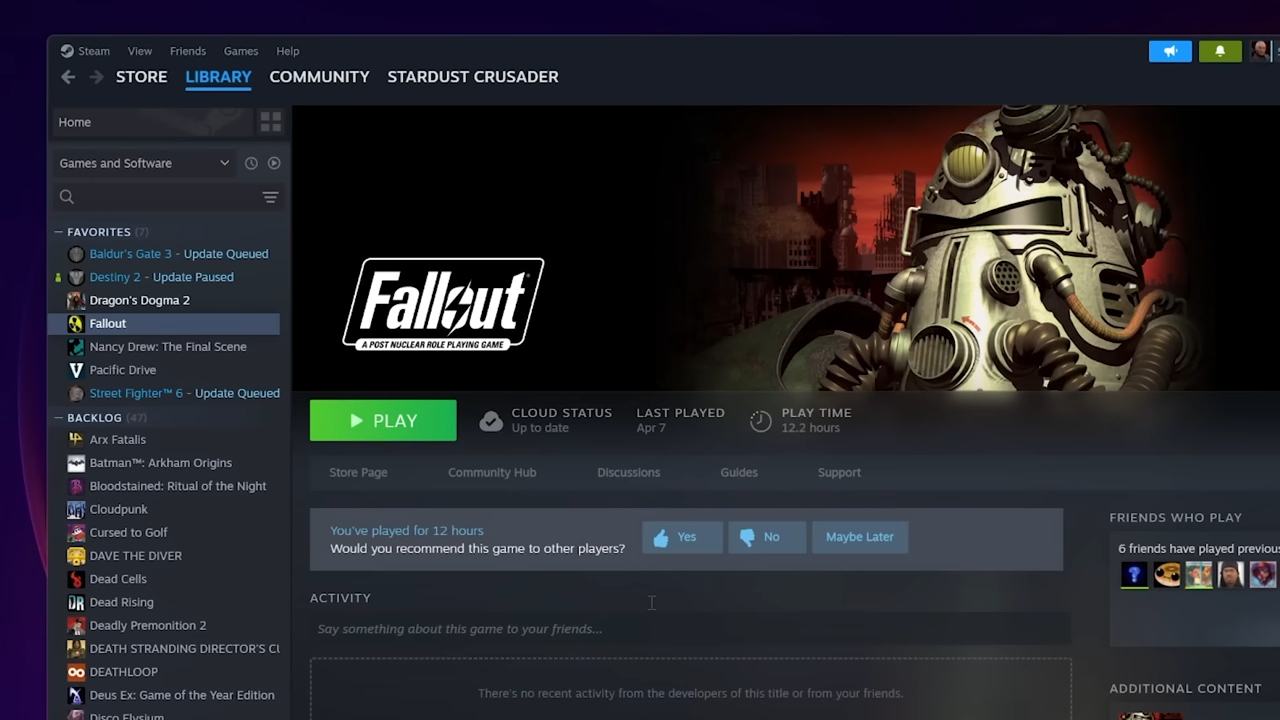 Steam View Friends Games Help
STORE LIBRARY COMMUNITY STARDUST CRUSADER
Home
Games and Software
FAVORITES (7)
Baldur's Gate 3 - Update Queued
Destiny 2 - Update Paused
Dragon's Dogma 2
Fallout
Nancy Drew: The Final Scene
Pacific Drive
Street Fighter™ 6 - Update Queued
BACKLOG (47)
Arx Fatalis
Batman™: Arkham Origins
Bloodstained: Ritual of the Night
Cloudpunk
Cursed to Golf
DAVE THE DIVER
Dead Cells
Dead Rising
Deadly Premonition 2
DEATH STRANDING DIRECTOR'S CU
DEATHLOOP
Deus Ex: Game of the Year Edition
Disco Elysium
Fallout
A POST NUCLEAR ROLE PLAYING GAME
PLAY
CLOUD STATUS
Up to date
LAST PLAYED
Apr 7
PLAY TIME
12.2 hours
Store Page Community Hub Discussions Guides Support
You've played for 12 hours
Would you recommend this game to other players?
Yes No Maybe Later
ACTIVITY
Say something about this game to your friends...
There's no recent activity from the developers of this title or from your friends.
FRIENDS WHO PLAY
6 friends have played previous
ADDITIONAL CONTENT